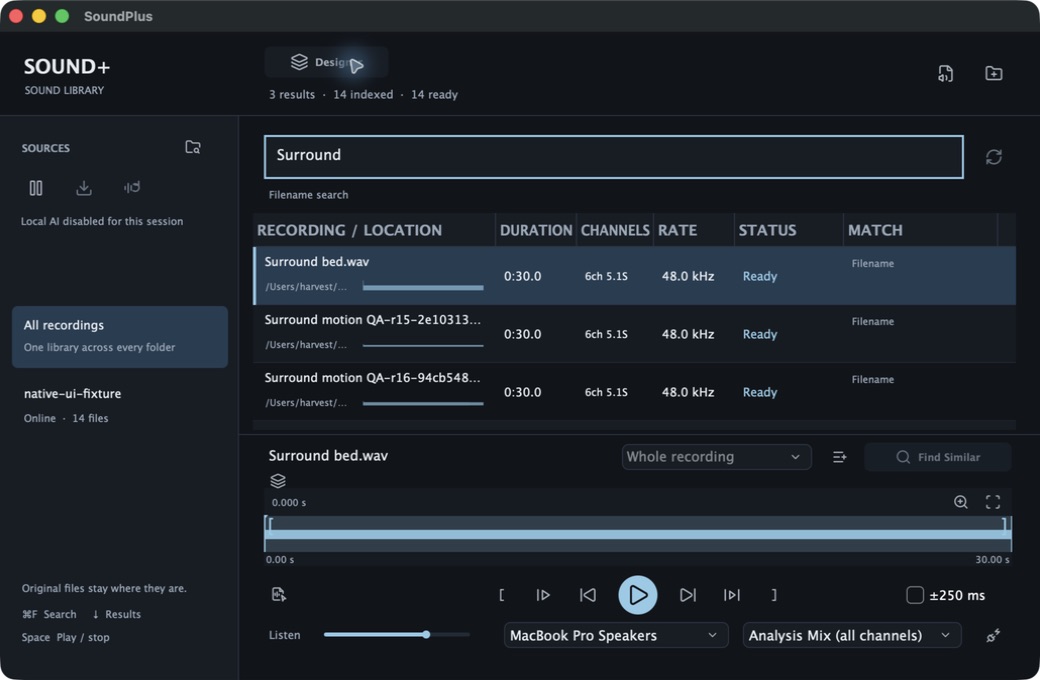 SoundPlus
SOUND+
SOUND LIBRARY
Design
3 results · 14 indexed · 14 ready
SOURCES
Local AI disabled for this session
All recordings
One library across every folder
native-ui-fixture
Online · 14 files
Original files stay where they are.
⌘F Search ↓ Results
Space Play / stop
Surround
Filename search
RECORDING / LOCATION DURATION CHANNELS RATE STATUS MATCH
Surround bed.wav
/Users/harvest/... 0:30.0 6ch 5.1S 48.0 kHz Ready Filename
Surround motion QA-r15-2e10313...
/Users/harvest/... 0:30.0 6ch 5.1S 48.0 kHz Ready Filename
Surround motion QA-r16-94cb548...
/Users/harvest/... 0:30.0 6ch 5.1S 48.0 kHz Ready Filename
Surround bed.wav Whole recording Find Similar
0.000 s
0.00 s 30.00 s
±250 ms
Listen MacBook Pro Speakers Analysis Mix (all channels)